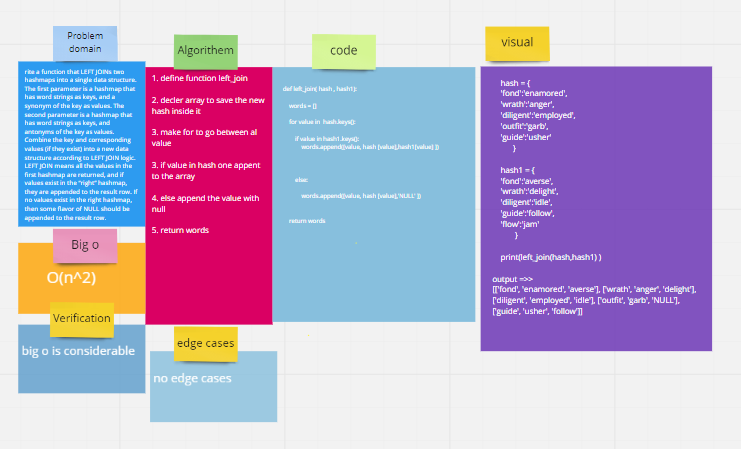 Problem
domain
rite a function that LEFT JOINs two
hashmaps into a single data structure.
The first parameter is a hashmap that
has word strings as keys, and a
synonym of the key as values. The
second parameter is a hashmap that
has word strings as keys, and
antonyms of the key as values.
Combine the key and corresponding
values (if they exist) into a new data
structure according to LEFT JOIN logic.
LEFT JOIN means all the values in the
first hashmap are returned, and if
values exist in the "right" hashmap,
they are appended to the result row. If
no values exist in the right hashmap,
then some flavor of NULL should be
appended to the result row.
Big o
O(n^2)
Verification
big o is considerable
Algorithem
1. define function left_join
2. decler array to save the new
hash inside it
3. make for to go between al
value
3. if value in hash one appent
to the array
4. else append the value with
null
5. return words
edge cases
no edge cases
code
def left_join( hash , hash1):
words = []
for value in hash.keys():
if value in hash1.keys():
words.append([value, hash [value],hash1[value] ])
else:
words.append([value, hash [value],'NULL' ])
return words
visual
hash = {
'fond':'enamored,
'wrath':'anger,
'diligent':'employed,
'outfit':'garb,
'guide':'usher'
}
hash1 = {
'fond':'averse,
'wrath':'delight,
'diligent':'idle,
'guide':'follow,
'flow':'jam'
}
print(left_join(hash,hash1) )
output =>>
[['fond', 'enamored', 'averse'], ['wrath', 'anger', 'delight'],
['diligent', 'employed', 'idle'], ['outfit', 'garb', 'NULL'],
['guide', 'usher', 'follow']]